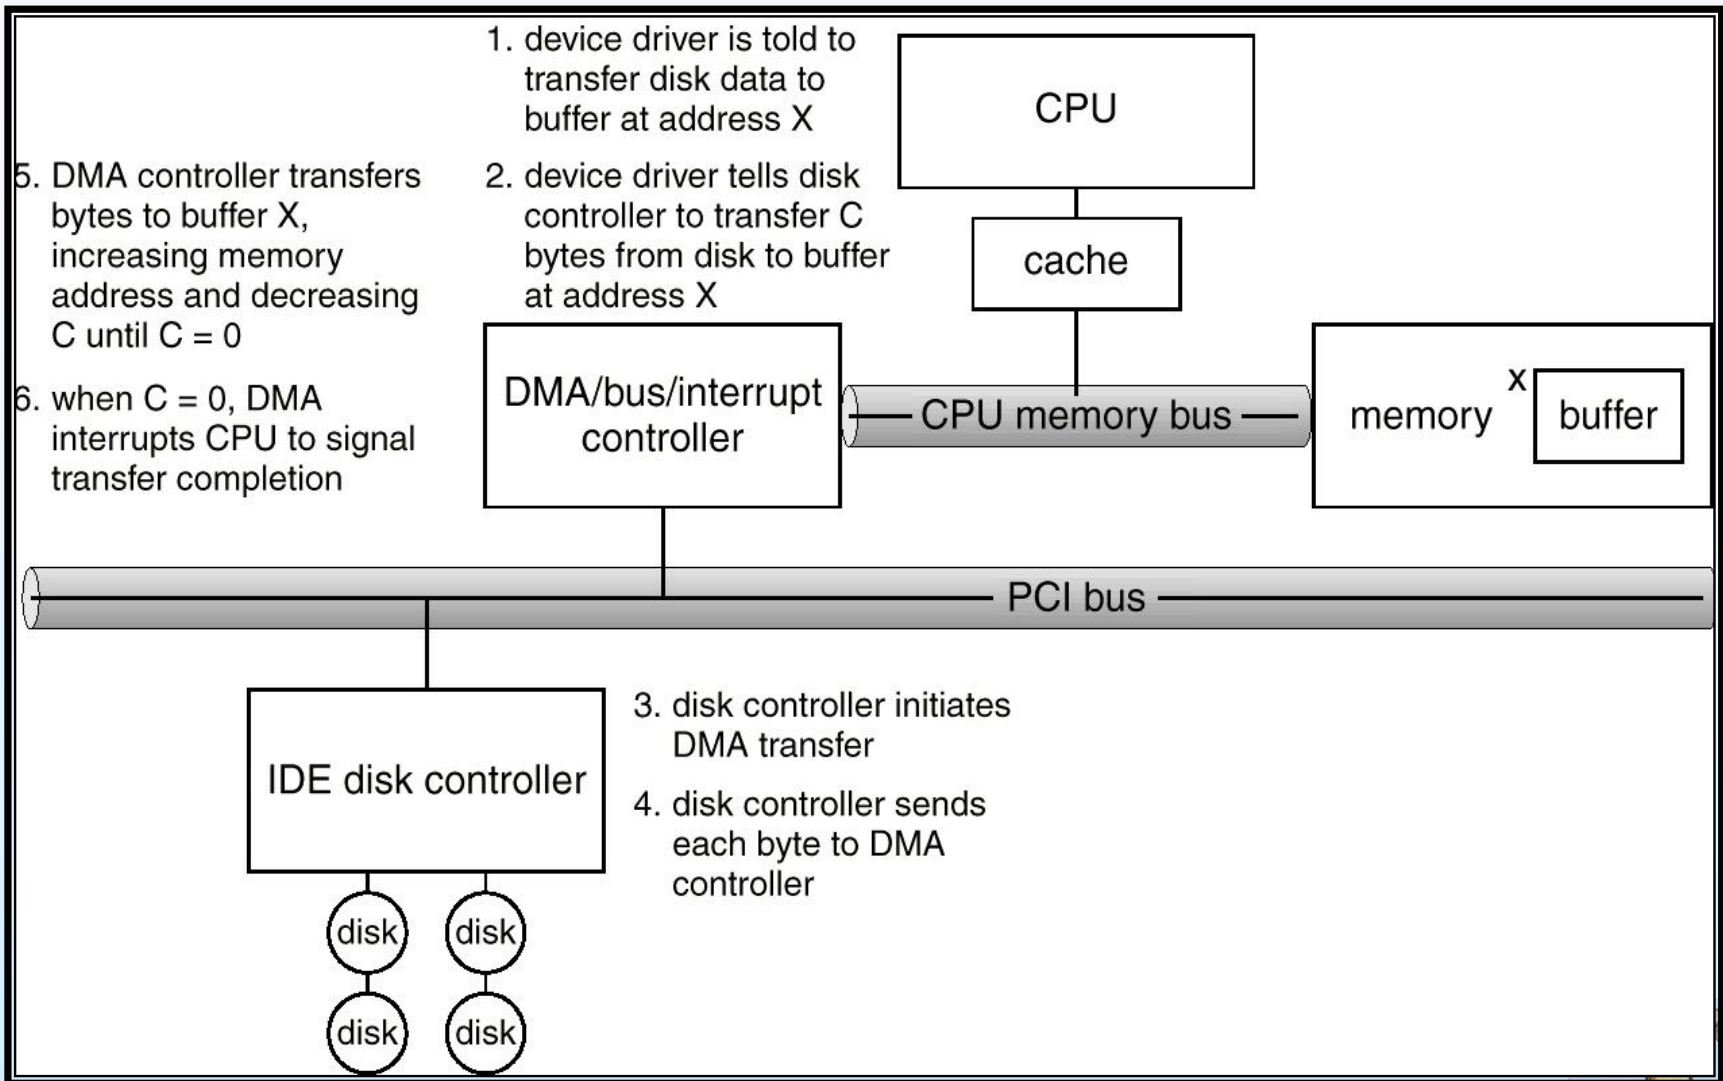 1. device driver is told to
transfer disk data to
buffer at address X
CPU
5. DMA controller transfers
bytes to buffer X,
increasing memory
address and decreasing
C until C = 0
2. device driver tells disk
controller to transfer C
bytes from disk to buffer
at address X
cache
6. when C = 0, DMA
interrupts CPU to signal
transfer completion
DMA/bus/interrupt
controller
CPU memory bus
memory
x
buffer
PCI bus
IDE disk controller
3. disk controller initiates
DMA transfer
4. disk controller sends
each byte to DMA
controller
disk
disk
disk
disk